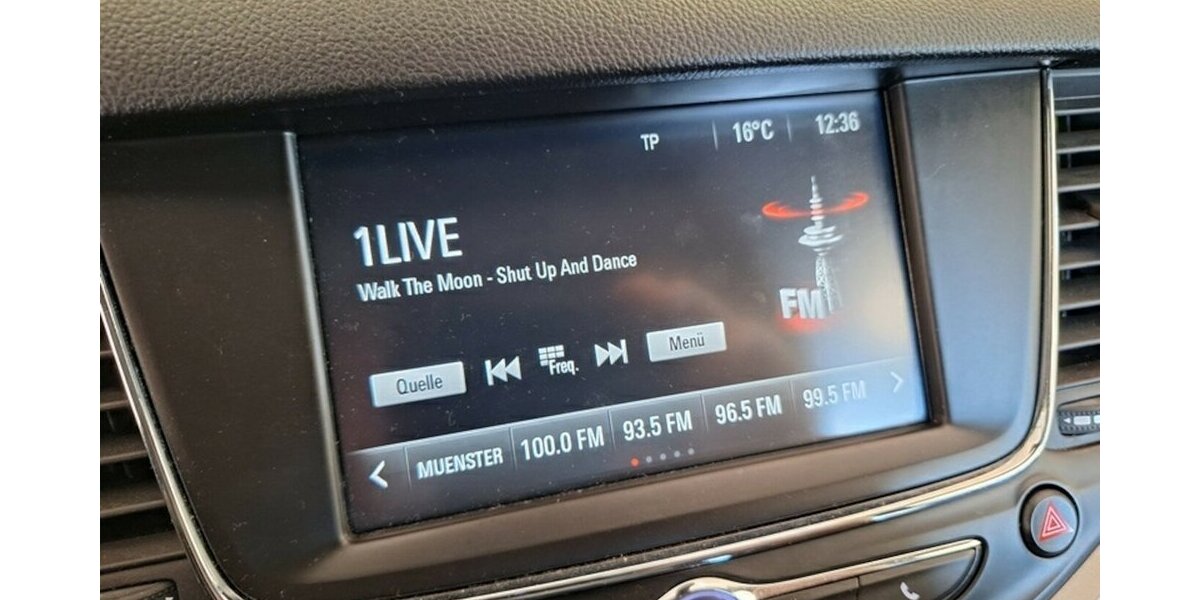 TP 16°C 12:36
1LIVE
Walk The Moon - Shut Up And Dance
FM
Quelle Freq. Menü
MUENSTER 100.0 FM 93.5 FM 96.5 FM 99.5 FM